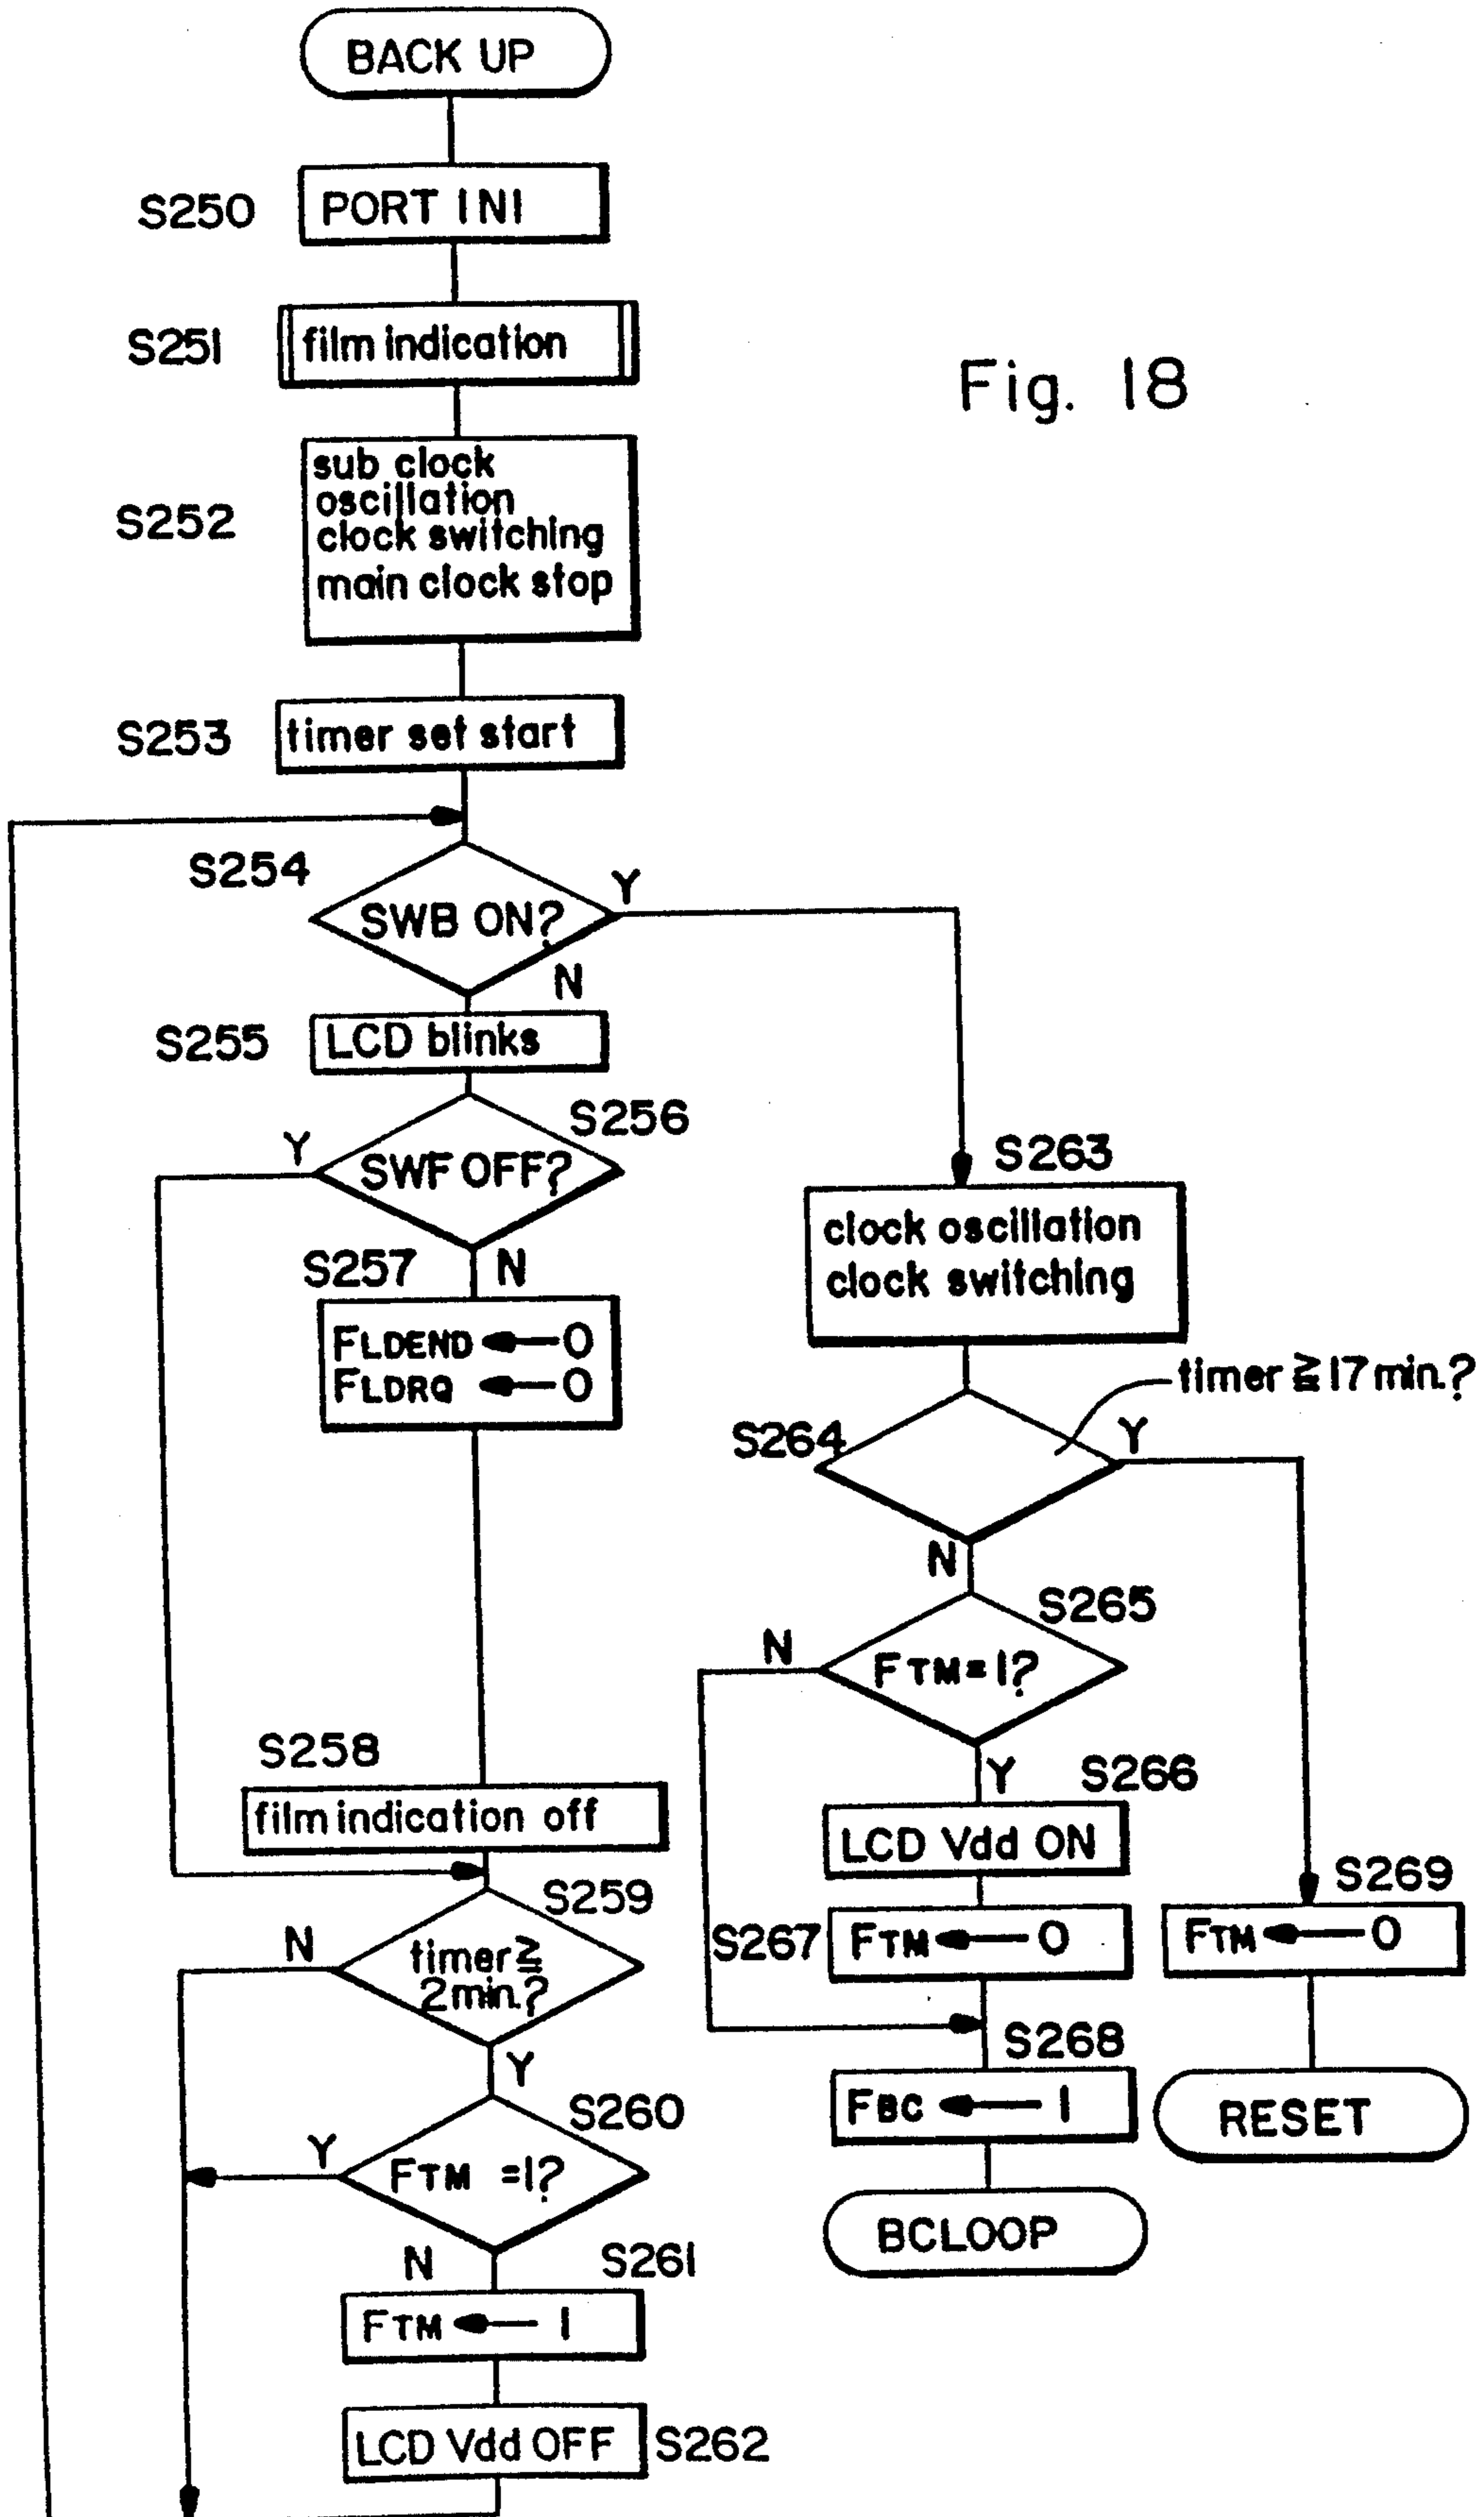 BACK UP
S250
PORT INI
S251
film indication
Fig. 18
S252
sub clock
oscillation
clock switching
main clock stop
S253
timer set start
S254
SWB ON?
Y
N
S255
LCD blinks
S256
Y
SWF OFF?
S257
N
FLDEND ← 0
FLDRQ ← 0
S258
film indication off
S259
N
timer ≧
2 min.?
Y
S260
Y
FTM = 1?
N
S261
FTM ← 1
LCD Vdd OFF
S262
S263
clock oscillation
clock switching
timer ≧ 17 min.?
S264
Y
N
S265
N
FTM = 1?
Y
S266
LCD Vdd ON
S267
FTM ← 0
S268
FBC ← 1
BCLOOP
S269
FTM ← 0
RESET